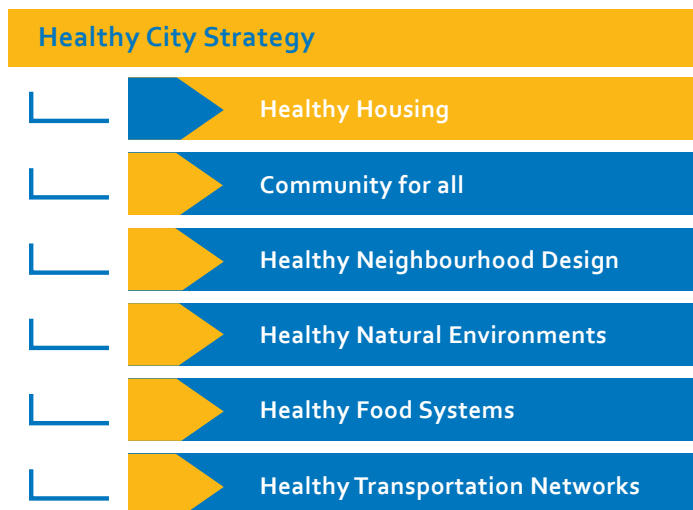 Healthy City Strategy
Healthy Housing
Community for all
Healthy Neighbourhood Design
Healthy Natural Environments
Healthy Food Systems
Healthy Transportation Networks